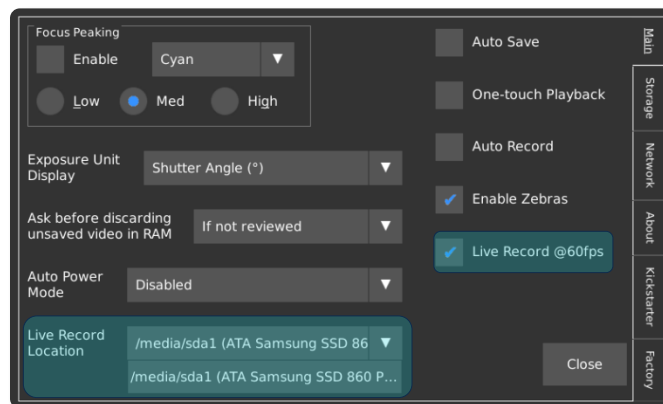 Focus Peaking
Enable
Cyan
Low
Med
High
Exposure Unit
Display
Shutter Angle (°)
Ask before discarding
unsaved video in RAM
If not reviewed
Auto Power
Mode
Disabled
Live Record
Location
/media/sda1 (ATA Samsung SSD 86
/media/sda1 (ATA Samsung SSD 860 P...
Auto Save
One-touch Playback
Auto Record
Enable Zebras
Live Record @60fps
Close
Main
Storage
Network
About
Kickstarter
Factory